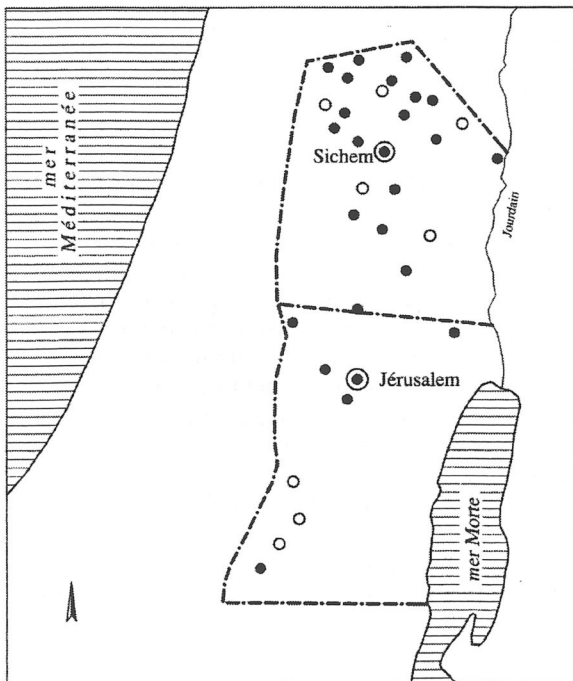 mer
Méditerranée
Sichem
Jourdain
Jérusalem
mer Morte